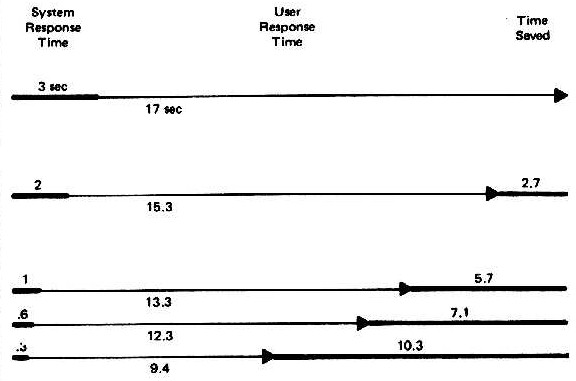 System
Response
Time
User
Response
Time
Time
Saved
3 sec
17 sec
2
15.3
2.7
1
13.3
5.7
.6
12.3
7.1
.3
9.4
10.3